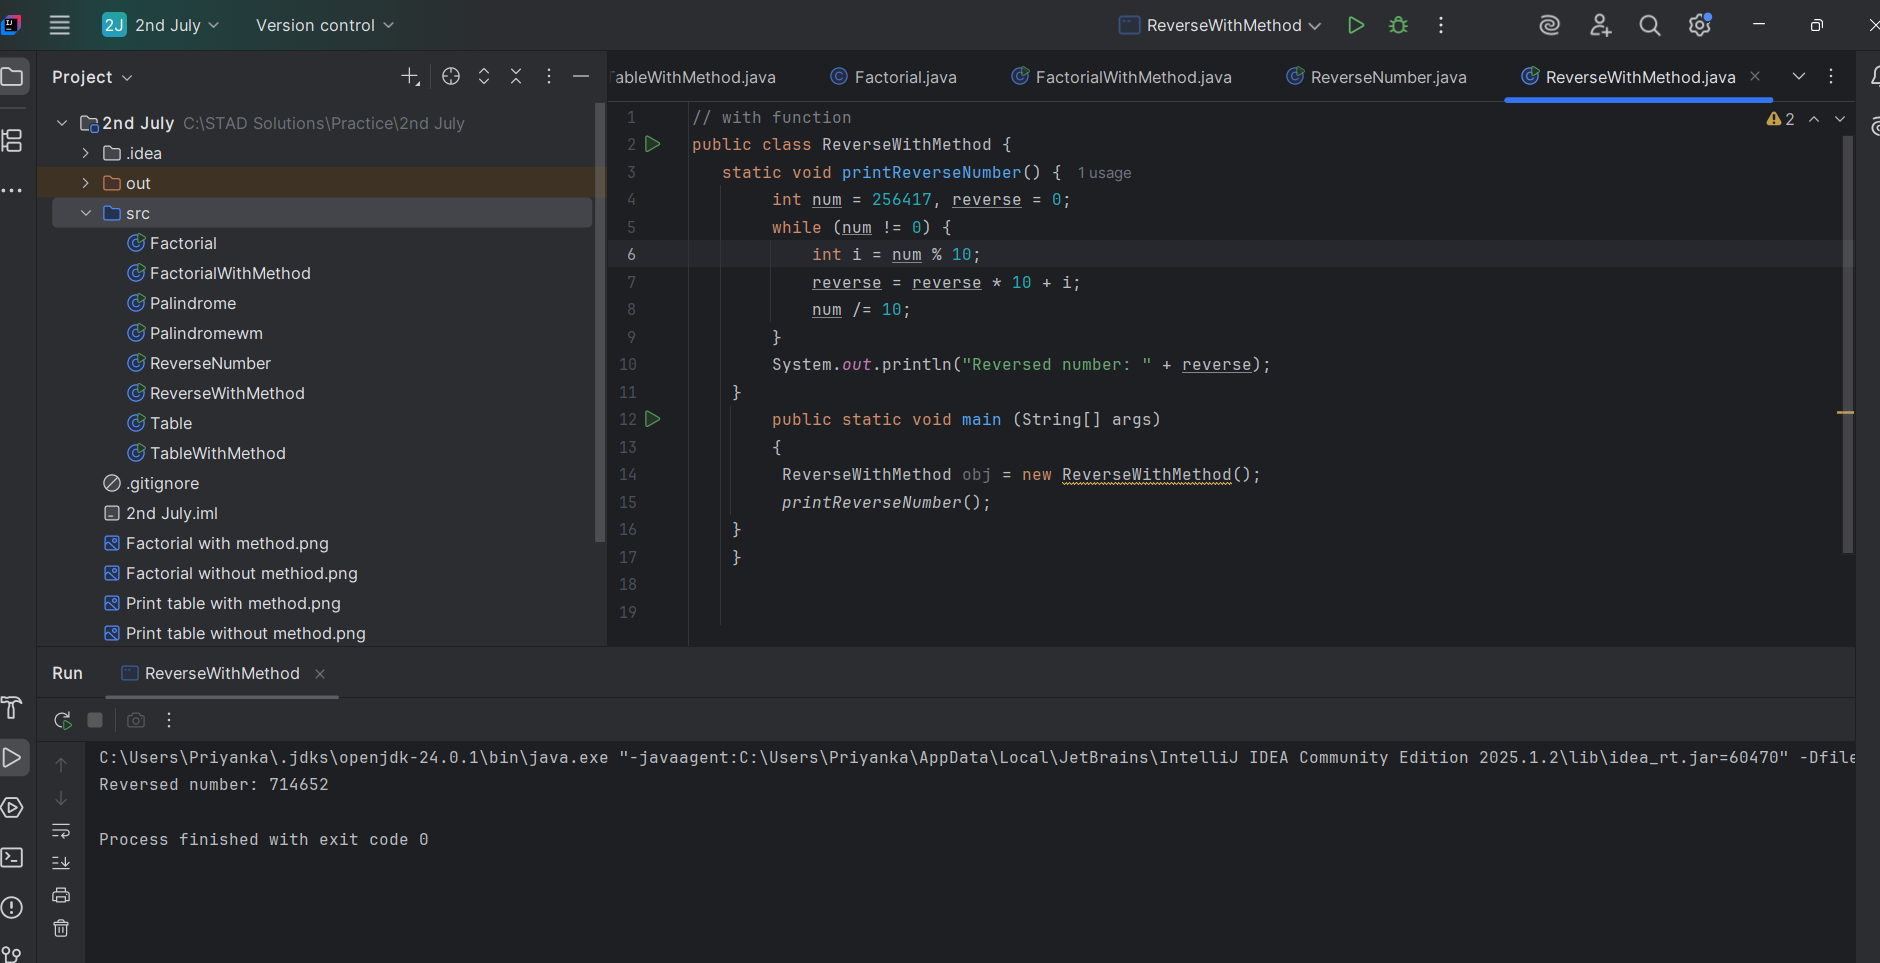 2J 2nd July Version control ReverseWithMethod
Project
ableWithMethod.java Factorial.java FactorialWithMethod.java ReverseNumber.java ReverseWithMethod.java
2nd July C:\STAD Solutions\Practice\2nd July
.idea
out
src
Factorial
FactorialWithMethod
Palindrome
Palindromewm
ReverseNumber
ReverseWithMethod
Table
TableWithMethod
.gitignore
2nd July.iml
Factorial with method.png
Factorial without methiod.png
Print table with method.png
Print table without method.png
1 // with function
2 public class ReverseWithMethod {
3 static void printReverseNumber() { 1 usage
4 int num = 256417, reverse = 0;
5 while (num != 0) {
6 int i = num % 10;
7 reverse = reverse * 10 + i;
8 num /= 10;
9 }
10 System.out.println("Reversed number: " + reverse);
11 }
12 public static void main (String[] args)
13 {
14 ReverseWithMethod obj = new ReverseWithMethod();
15 printReverseNumber();
16 }
17 }
18
19
2
Run ReverseWithMethod
C:\Users\Priyanka\.jdks\openjdk-24.0.1\bin\java.exe "-javaagent:C:\Users\Priyanka\AppData\Local\JetBrains\IntelliJ IDEA Community Edition 2025.1.2\lib\idea_rt.jar=60470" -Dfile
Reversed number: 714652
Process finished with exit code 0